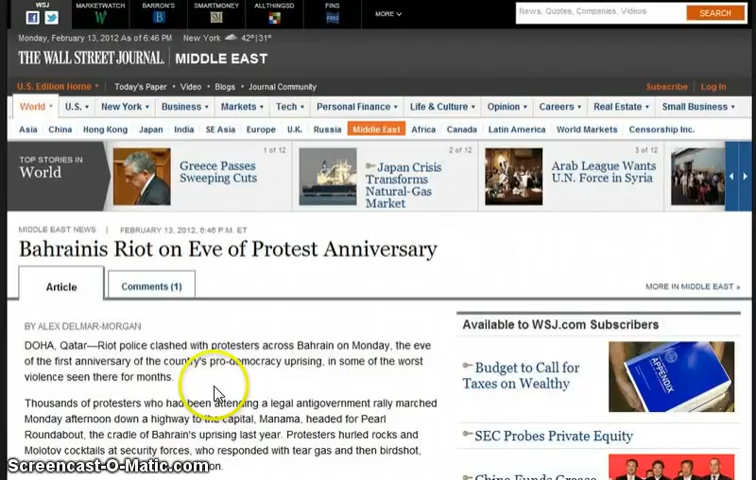 WSJ MARKETWATCH BARRON'S SMARTMONEY ALLTHINGSD FINS MORE
News, Quotes, Companies, Videos SEARCH
Monday, February 13, 2012 As of 6:46 PM New York 42°|31°
THE WALL STREET JOURNAL. MIDDLE EAST
U.S. Edition Home Today's Paper Video Blogs Journal Community Subscribe Log In
World U.S. New York Business Markets Tech Personal Finance Life & Culture Opinion Careers Real Estate Small Business
Asia China Hong Kong Japan India SE Asia Europe U.K. Russia Middle East Africa Canada Latin America World Markets Censorship Inc.
TOP STORIES IN
World
1 of 12
Greece Passes
Sweeping Cuts
2 of 12
Japan Crisis
Transforms
Natural-Gas
Market
3 of 12
Arab League Wants
U.N. Force in Syria
MIDDLE EAST NEWS FEBRUARY 13, 2012, 6:46 P.M. ET
Bahrainis Riot on Eve of Protest Anniversary
Article Comments (1) MORE IN MIDDLE EAST »
BY ALEX DELMAR-MORGAN
DOHA, Qatar—Riot police clashed with protesters across Bahrain on Monday, the eve
of the first anniversary of the country's pro-democracy uprising, in some of the worst
violence seen there for months.
Thousands of protesters who had been attending a legal antigovernment rally marched
Monday afternoon down a highway to the capital, Manama, headed for Pearl
Roundabout, the cradle of Bahrain's uprising last year. Protesters hurled rocks and
Molotov cocktails at security forces, who responded with tear gas and then birdshot,
Available to WSJ.com Subscribers
Budget to Call for
Taxes on Wealthy
APPENDIX
SEC Probes Private Equity
China Funds Greece
Screencast-O-Matic.com